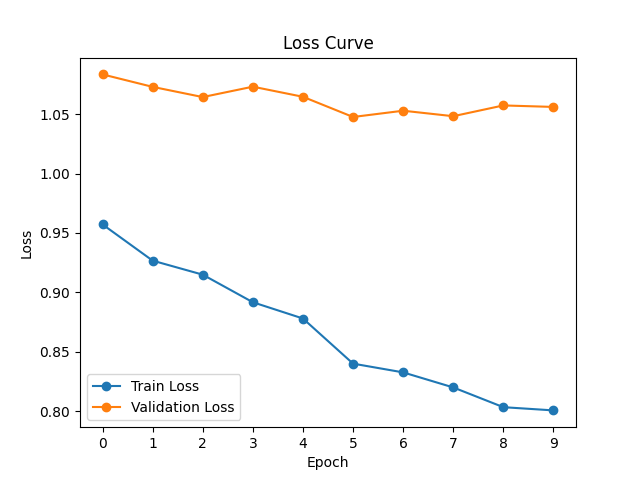 Loss Curve
Loss
1.05
1.00
0.95
0.90
0.85
0.80
Train Loss
Validation Loss
0 1 2 3 4 5 6 7 8 9
Epoch